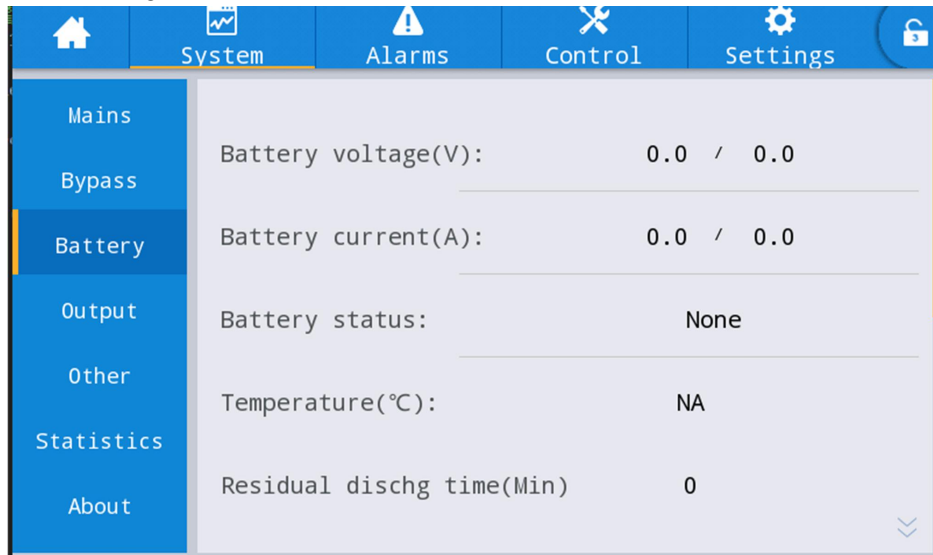 System Alarms Control Settings
3
Mains
Bypass
Battery
Output
Other
Statistics
About
Battery voltage(V): 0.0 / 0.0
Battery current(A): 0.0 / 0.0
Battery status: None
Temperature(℃): NA
Residual dischg time(Min) 0